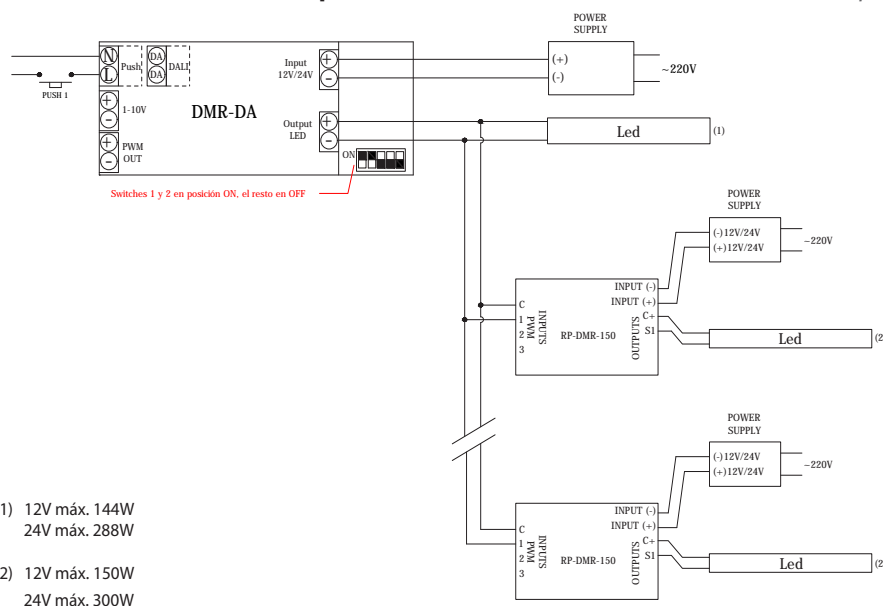 POWER
SUPPLY
N
L
Push
DA
DA
DALI
Input
12V/24V
+
-
(+)
(-)
~220V
PUSH 1
+
-
1-10V
DMR-DA
Output
LED
+
-
Led
(1)
+
-
PWM
OUT
ON
Switches 1 y 2 en posición ON, el resto en OFF
POWER
SUPPLY
(-)12V/24V
(+)12V/24V
~220V
INPUT (-)
INPUT (+)
C
1
2
3
PWM
INPUTS
RP-DMR-150
OUTPUTS
C+
S1
Led
(2
POWER
SUPPLY
(-)12V/24V
(+)12V/24V
~220V
INPUT (-)
INPUT (+)
C
1
2
3
PWM
INPUTS
RP-DMR-150
OUTPUTS
C+
S1
Led
(2
1) 12V máx. 144W
24V máx. 288W
2) 12V máx. 150W
24V máx. 300W